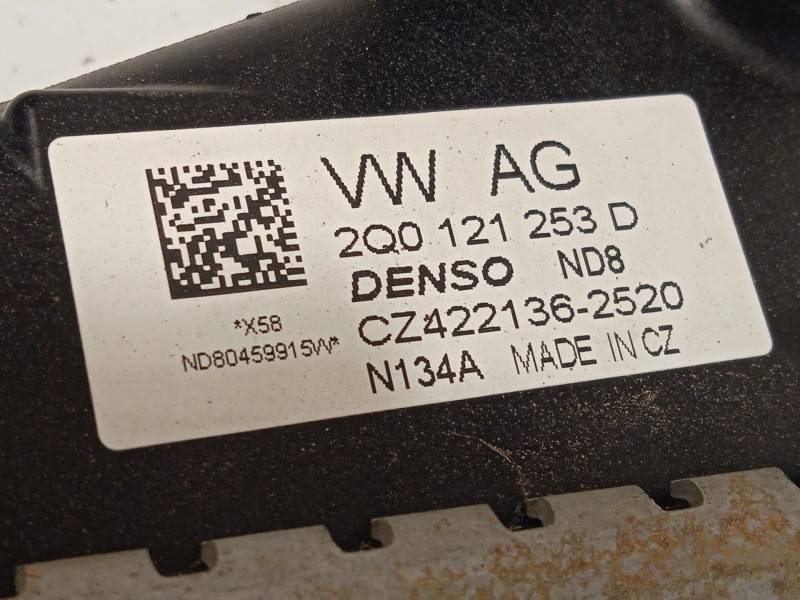 VW AG
2Q0 121 253 D
DENSO ND8
CZ422136-2520
N134A MADE IN CZ
*X58
ND80459915W*